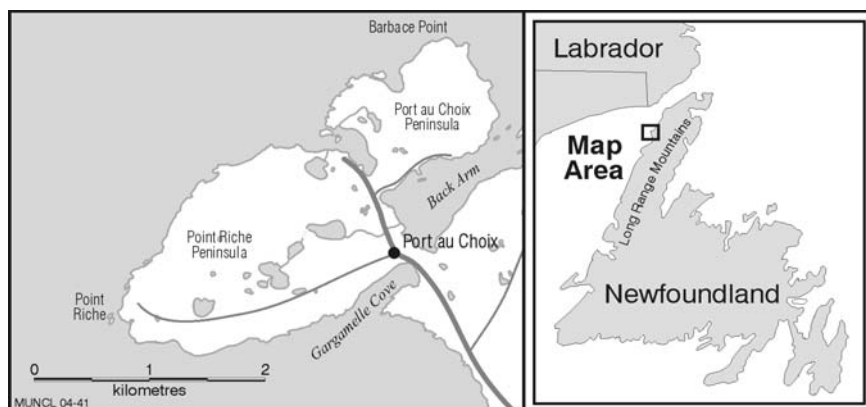 Barbace Point
Port au Choix
Peninsula
Back Arm
Point Riche
Peninsula
Port au Choix
Point
Riche
Gargamelle Cove
0 1 2
kilometres
MUNCL 04-41
Labrador
Map
Area
Long Range Mountains
Newfoundland